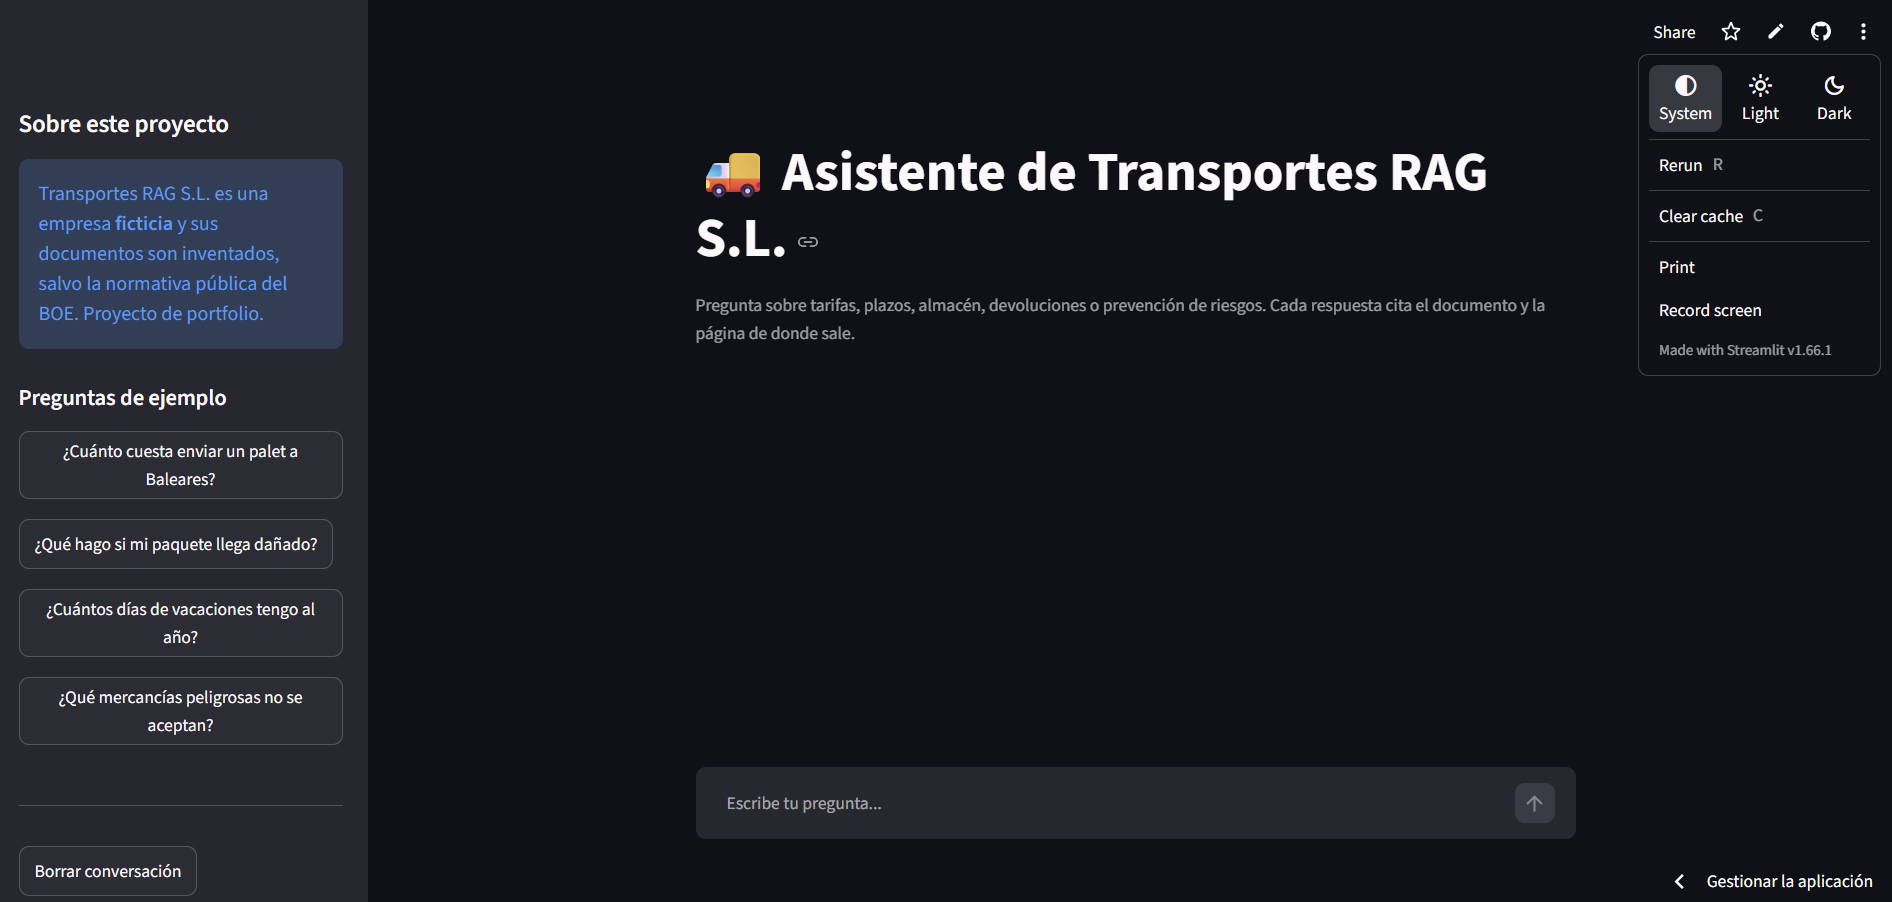 Sobre este proyecto
Transportes RAG S.L. es una
empresa ficticia y sus
documentos son inventados,
salvo la normativa pública del
BOE. Proyecto de portfolio.
Preguntas de ejemplo
¿Cuánto cuesta enviar un palet a
Baleares?
¿Qué hago si mi paquete llega dañado?
¿Cuántos días de vacaciones tengo al
año?
¿Qué mercancías peligrosas no se
aceptan?
Borrar conversación
Asistente de Transportes RAG
S.L.
Pregunta sobre tarifas, plazos, almacén, devoluciones o prevención de riesgos. Cada respuesta cita el documento y la
página de donde sale.
Escribe tu pregunta...
Share
System Light Dark
Rerun R
Clear cache C
Print
Record screen
Made with Streamlit v1.66.1
Gestionar la aplicación